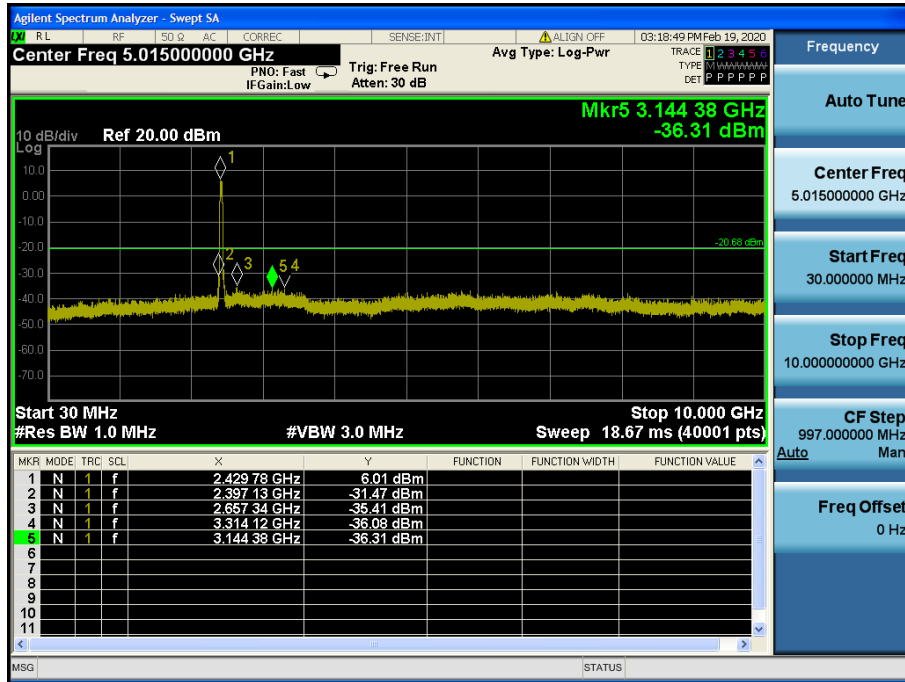 Agilent Spectrum Analyzer - Swept SA
LXI RL RF 50 Ω AC CORREC SENSE:INT ALIGN OFF 03:18:49 PM Feb 19, 2020
Center Freq 5.015000000 GHz
PNO: Fast
IFGain:Low
Trig: Free Run
Atten: 30 dB
Avg Type: Log-Pwr
TRACE 1 2 3 4 5 6
TYPE M WWWWW
DET P P P P P P
Mkr5 3.144 38 GHz
-36.31 dBm
10 dB/div Ref 20.00 dBm
Log
10.0
0.00
-10.0
-20.0
-30.0
-40.0
-50.0
-60.0
-70.0
1
2
3
5
4
-20.68 dBm
Start 30 MHz Stop 10.000 GHz
#Res BW 1.0 MHz #VBW 3.0 MHz Sweep 18.67 ms (40001 pts)
MKR MODE TRC SCL X Y FUNCTION FUNCTION WIDTH FUNCTION VALUE
1 N 1 f 2.429 78 GHz 6.01 dBm
2 N 1 f 2.397 13 GHz -31.47 dBm
3 N 1 f 2.657 34 GHz -35.41 dBm
4 N 1 f 3.314 12 GHz -36.08 dBm
5 N 1 f 3.144 38 GHz -36.31 dBm
6
7
8
9
10
11
MSG STATUS
Frequency
Auto Tune
Center Freq
5.015000000 GHz
Start Freq
30.000000 MHz
Stop Freq
10.000000000 GHz
CF Step
997.000000 MHz
Auto Man
Freq Offset
0 Hz